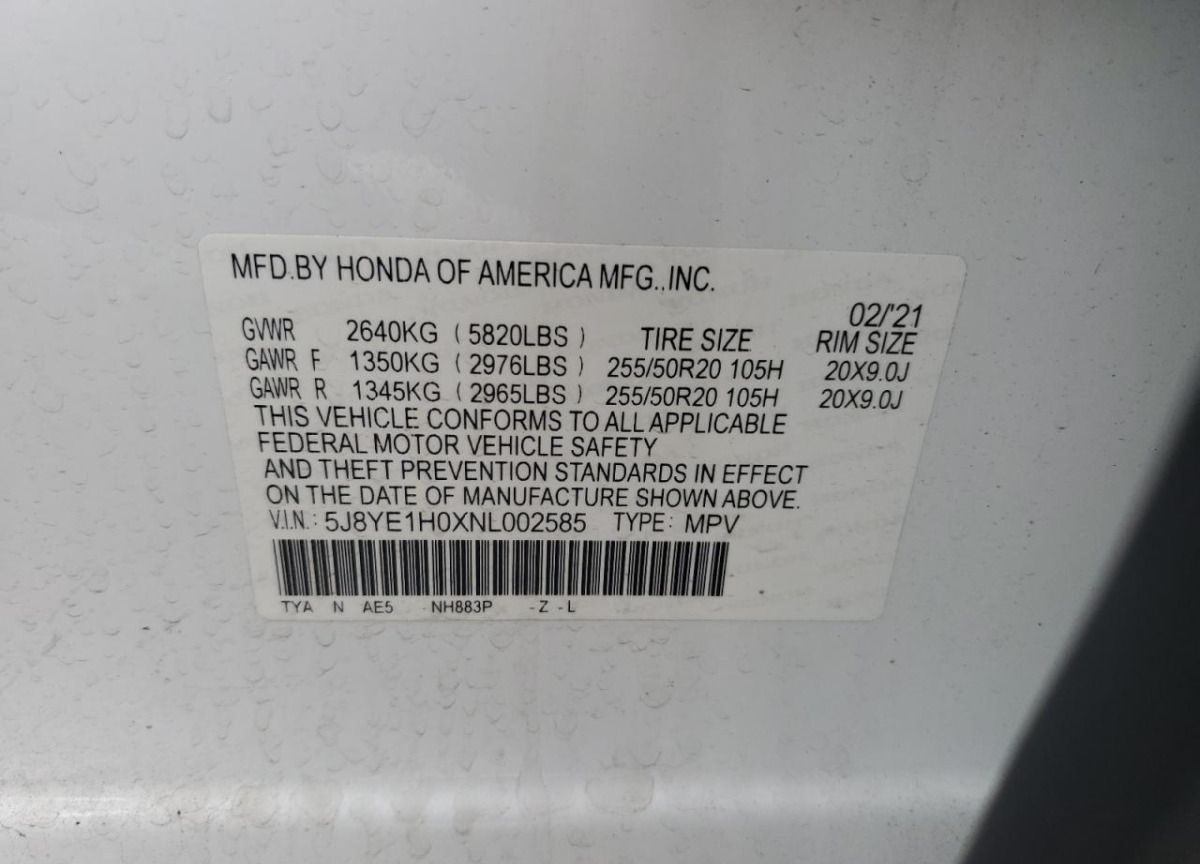 MFD.BY HONDA OF AMERICA MFG.,INC.
02/'21
GVWR 2640KG ( 5820LBS ) TIRE SIZE RIM SIZE
GAWR F 1350KG ( 2976LBS ) 255/50R20 105H 20X9.0J
GAWR R 1345KG ( 2965LBS ) 255/50R20 105H 20X9.0J
THIS VEHICLE CONFORMS TO ALL APPLICABLE
FEDERAL MOTOR VEHICLE SAFETY
AND THEFT PREVENTION STANDARDS IN EFFECT
ON THE DATE OF MANUFACTURE SHOWN ABOVE.
V.I.N.: 5J8YE1H0XNL002585 TYPE: MPV
TYA N AE5 -NH883P -Z -L